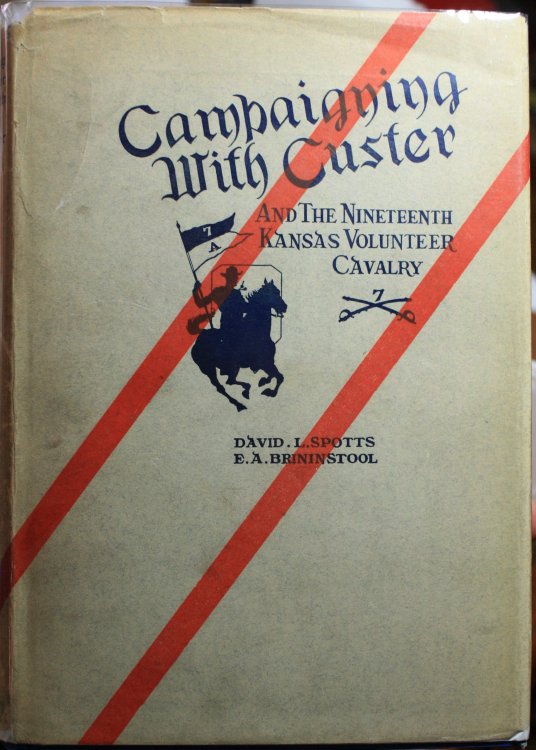 Campaigning
With Custer
AND THE NINETEENTH
KANSAS VOLUNTEER
CAVALRY
7
A
7
DAVID. L. SPOTTS
E. A. BRININSTOOL